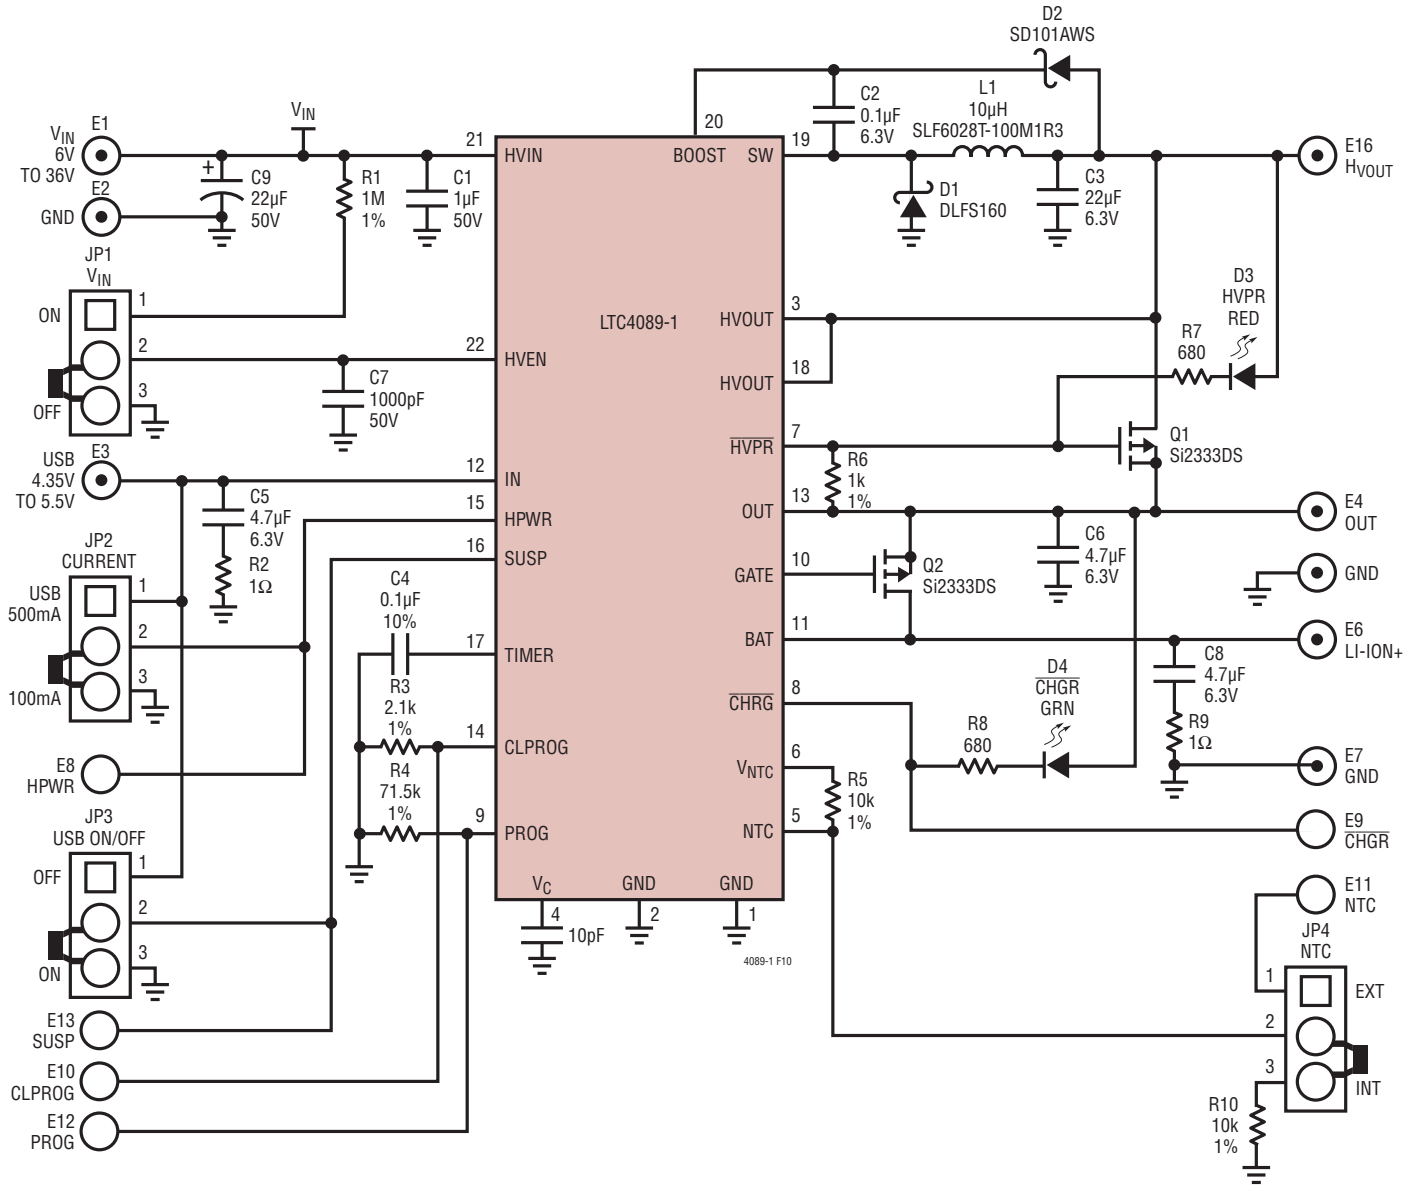 D2
SD101AWS
L1
10µH
SLF6028T-100M1R3
C2
0.1µF
6.3V
20
VIN
E1
VIN
6V
TO 36V
E2
GND
C9
+
22µF
50V
R1
1M
1%
C1
1µF
50V
21
HVIN
BOOST
SW
19
D1
DLFS160
C3
22µF
6.3V
E16
HVOUT
JP1
VIN
ON
1
2
3
OFF
22
HVEN
C7
1000pF
50V
LTC4089-1
HVOUT
3
HVOUT
18
D3
HVPR
RED
R7
680
HVPR
7
Q1
Si2333DS
R6
1k
1%
USB
4.35V
TO 5.5V
E3
12
IN
C5
4.7µF
6.3V
R2
1Ω
15
HPWR
16
SUSP
OUT
13
E4
OUT
C6
4.7µF
6.3V
GATE
10
Q2
Si2333DS
GND
BAT
11
E6
LI-ION+
JP2
CURRENT
USB
500mA
1
2
3
100mA
C4
0.1µF
10%
17
TIMER
R3
2.1k
1%
14
CLPROG
R4
71.5k
1%
9
PROG
C8
4.7µF
6.3V
R9
1Ω
CHRG
8
D4
CHGR
GRN
R8
680
E7
GND
VNTC
6
R5
10k
1%
NTC
5
E9
CHGR
E8
HPWR
JP3
USB ON/OFF
OFF
1
2
3
ON
VC
4
10pF
GND
2
GND
1
4089-1 F10
E11
NTC
JP4
NTC
1
EXT
2
3
INT
R10
10k
1%
E13
SUSP
E10
CLPROG
E12
PROG